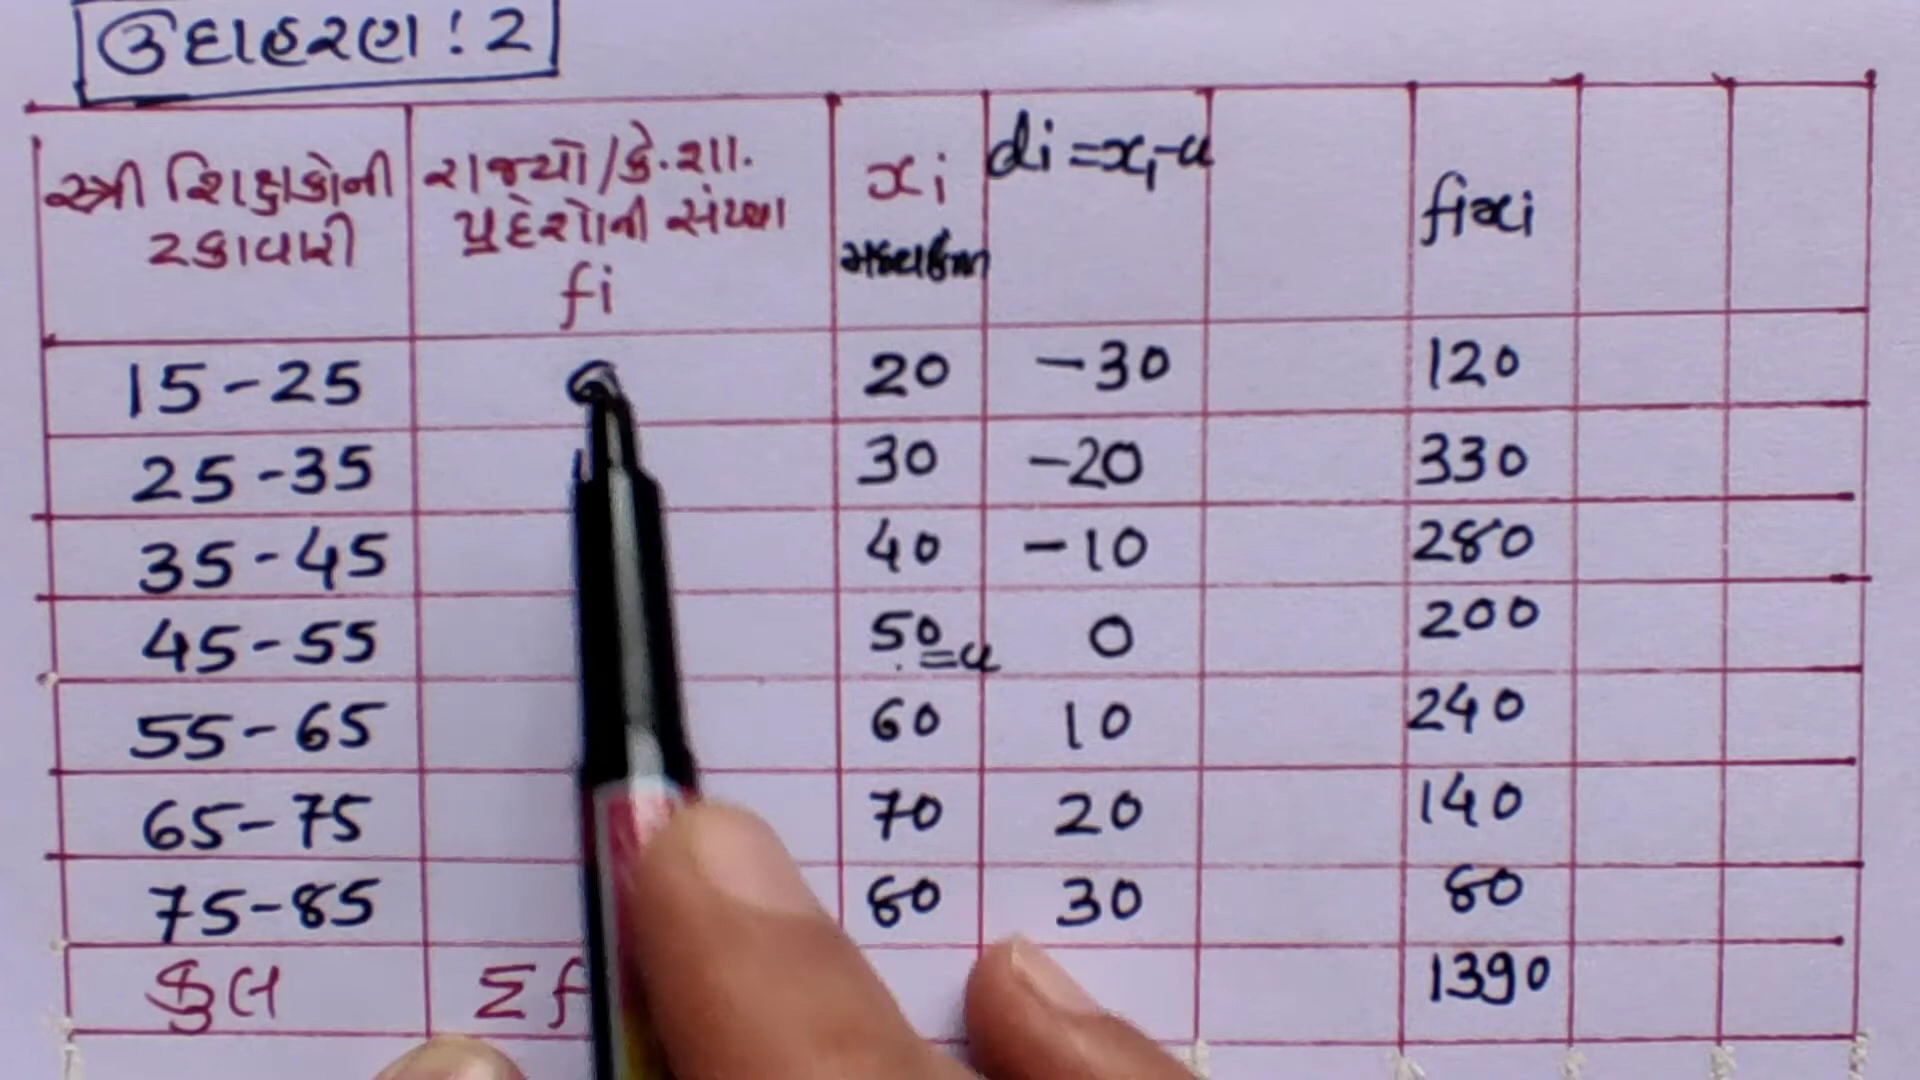 ઉદાહરણ : 2
સ્ત્રી શિક્ષકોની ટકાવારી રાજ્યો/કે.શા. પ્રદેશોની સંખ્યા fi xi મધ્યકિંમત di = xi - a fixi
15-25 20 -30 120
25-35 30 -20 330
35-45 40 -10 280
45-55 50 = a 0 200
55-65 60 10 240
65-75 70 20 140
75-85 80 30 80
કુલ Σf 1390